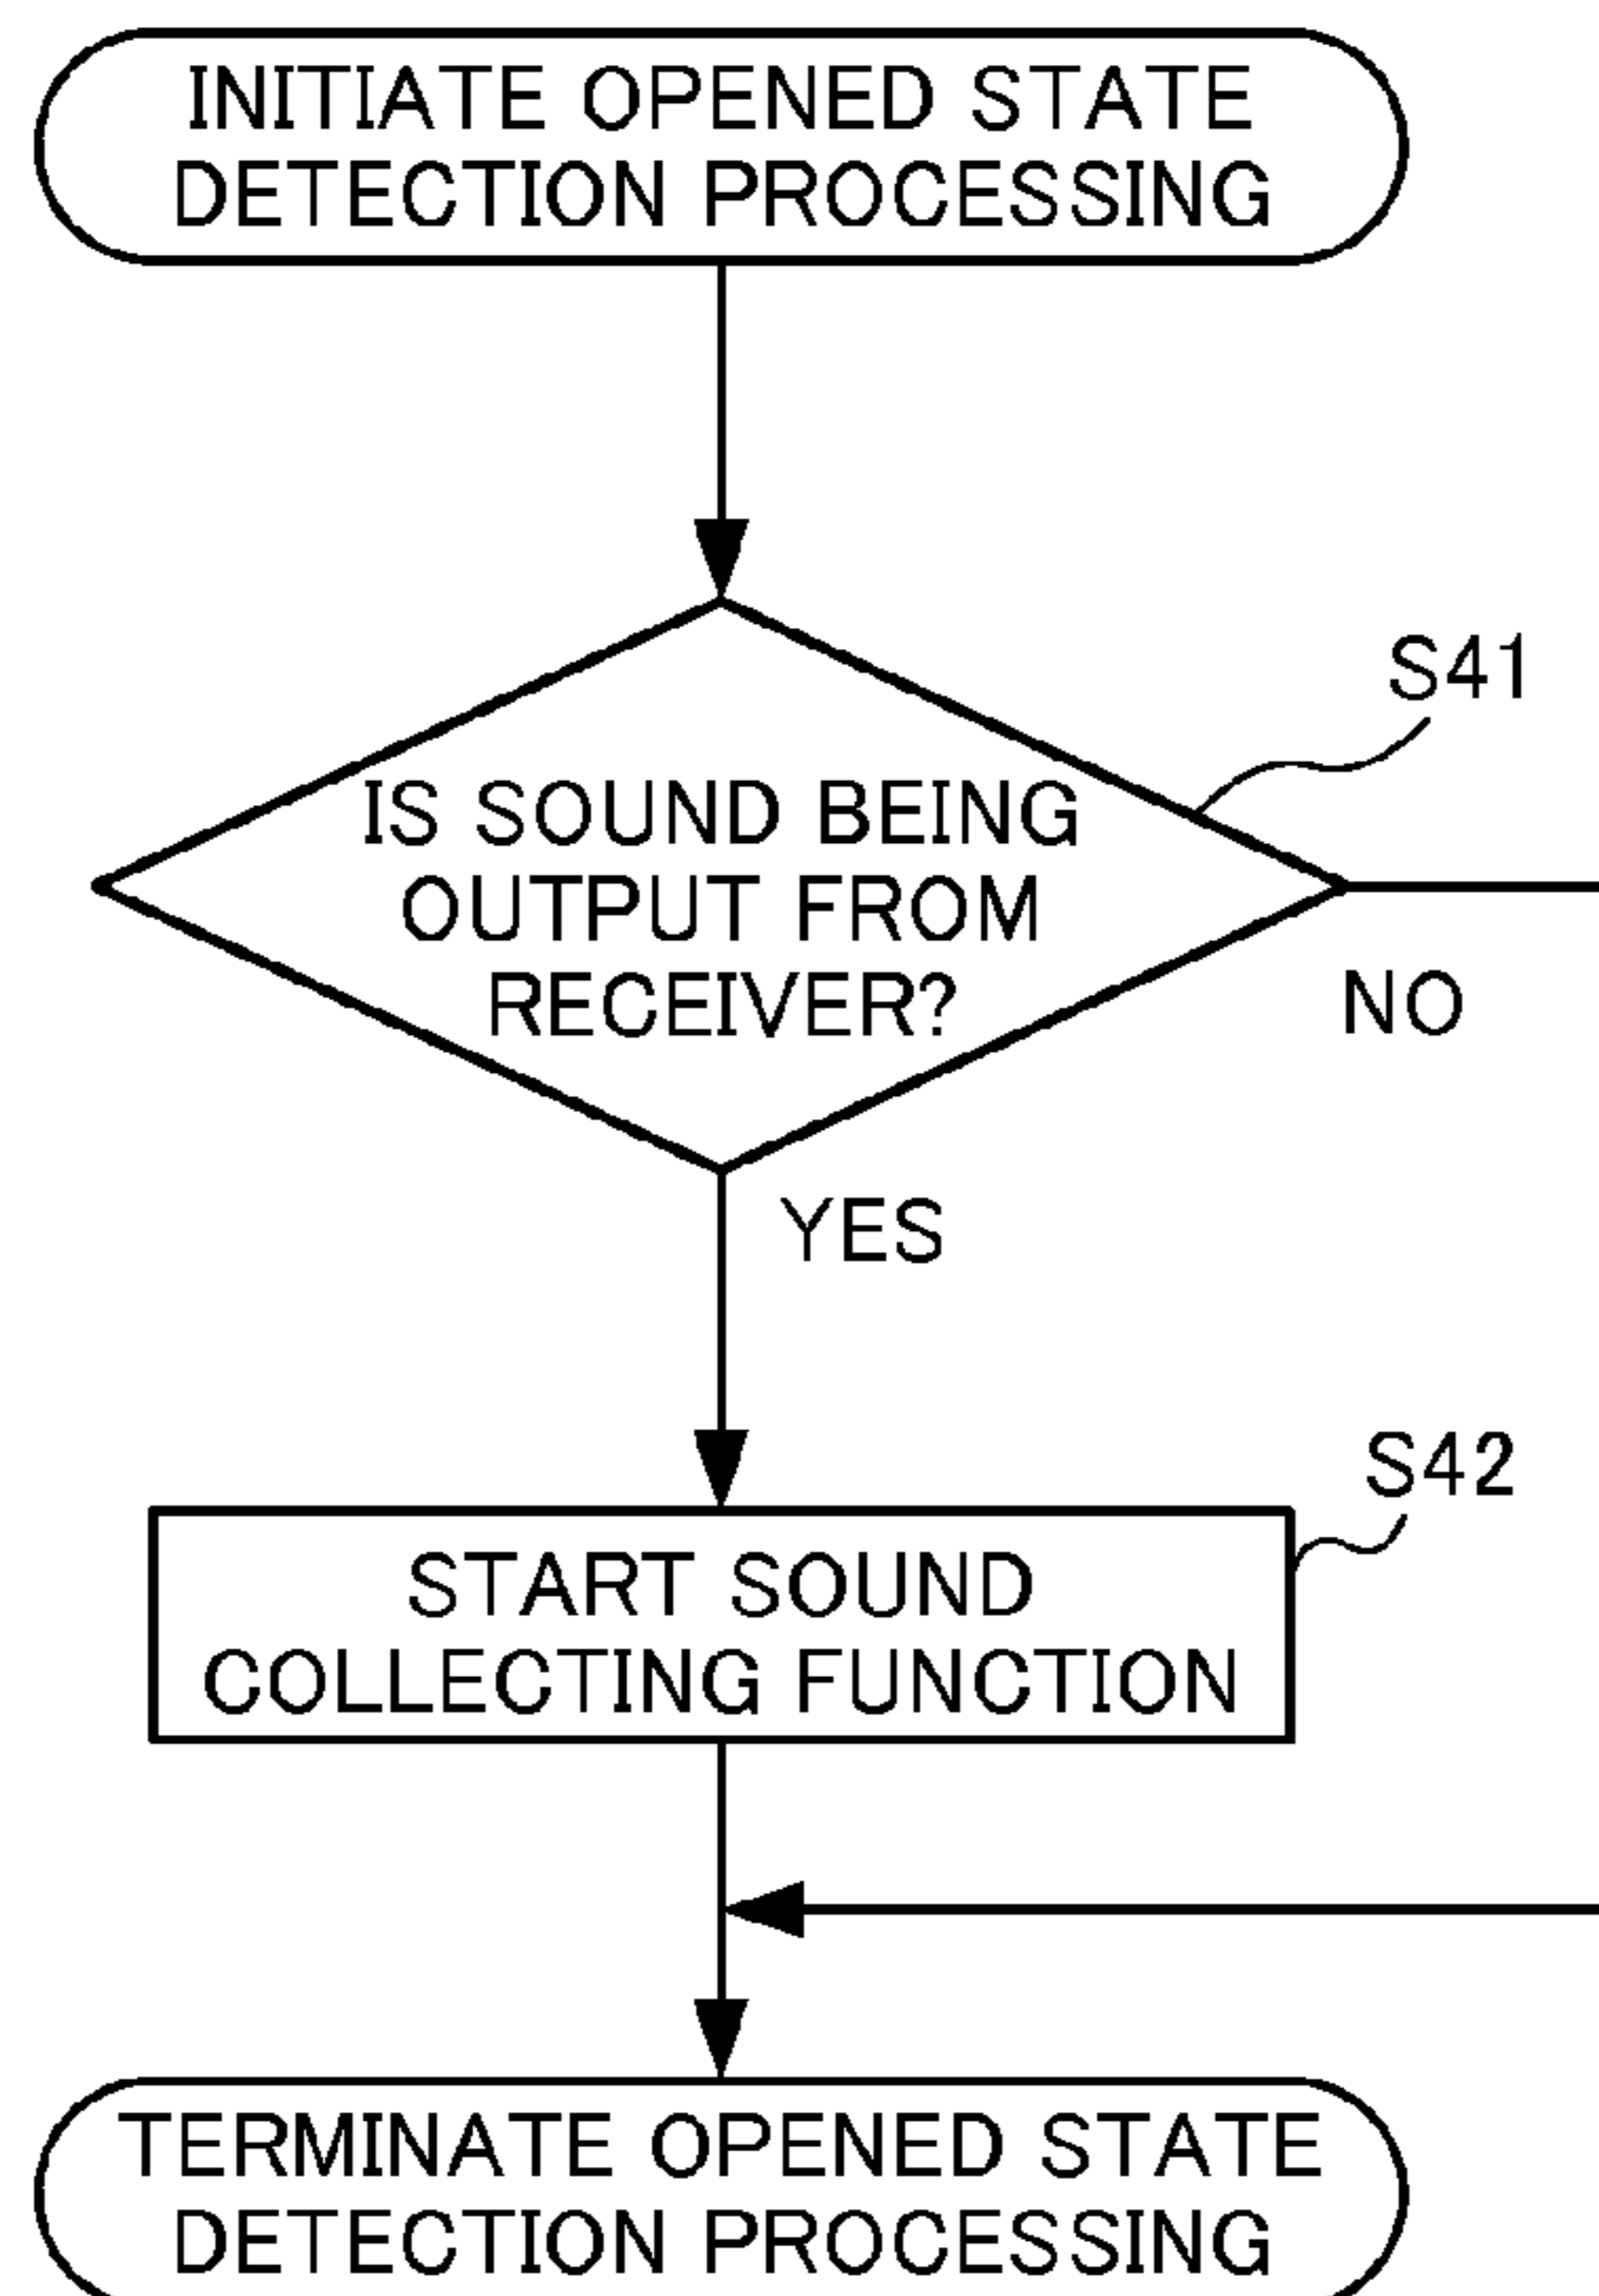 INITIATE OPENED STATE
DETECTION PROCESSING
S41
IS SOUND BEING
OUTPUT FROM
RECEIVER?
NO
YES
S42
START SOUND
COLLECTING FUNCTION
TERMINATE OPENED STATE
DETECTION PROCESSING